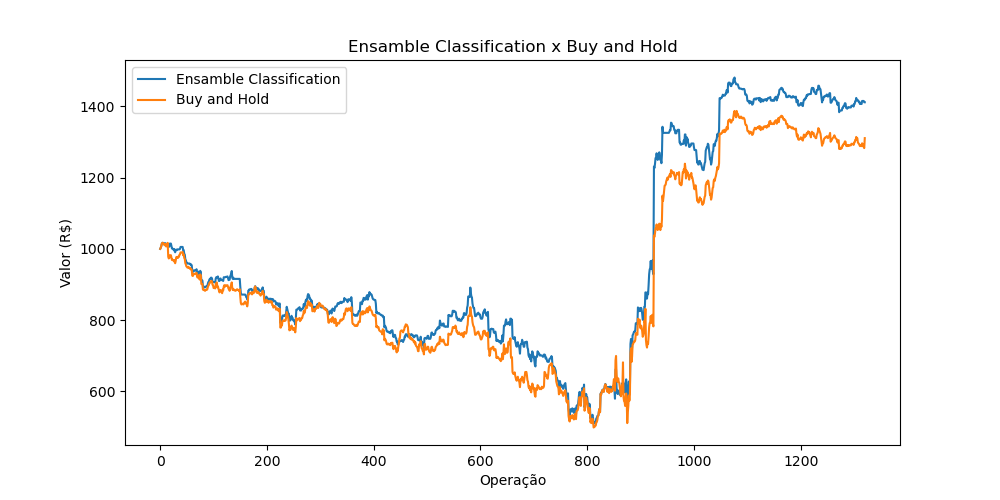 Ensamble Classification x Buy and Hold
Ensamble Classification
Buy and Hold
Valor (R$)
1400
1200
1000
800
600
0 200 400 600 800 1000 1200
Operação